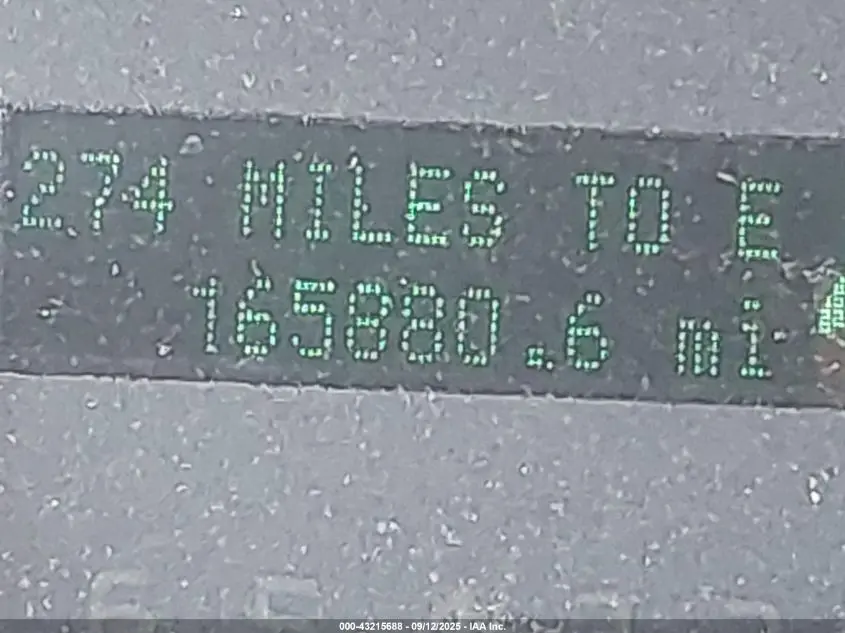 274 MILES TO E
165880.6 mi
000-43215688 - 09/12/2025 - IAA Inc.